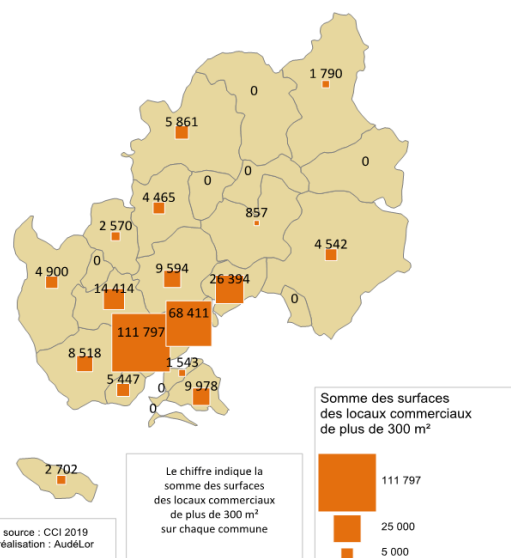 1 790
0
5 861
0
0
0
4 465
857
2 570
4 542
0
4 900
9 594
26 394
14 414
0
68 411
111 797
8 518
1 543
5 447
0
9 978
0
2 702
Le chiffre indique la
somme des surfaces
des locaux commerciaux
de plus de 300 m²
sur chaque commune
source : CCI 2019
réalisation : AudéLor
Somme des surfaces
des locaux commerciaux
de plus de 300 m²
111 797
25 000
5 000